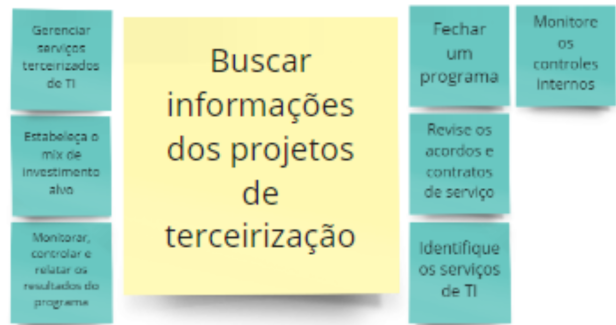 Gerenciar
serviços
terceirizados
de TI
Estabeleça o
mix de
investimento
alvo
Monitorar,
controlar e
relatar os
resultados do
programa
Buscar
informações
dos projetos
de
terceirização
Fechar
um
programa
Revise os
acordos e
contratos
de serviço
Identifique
os serviços
de TI
Monitore
os
controles
internos